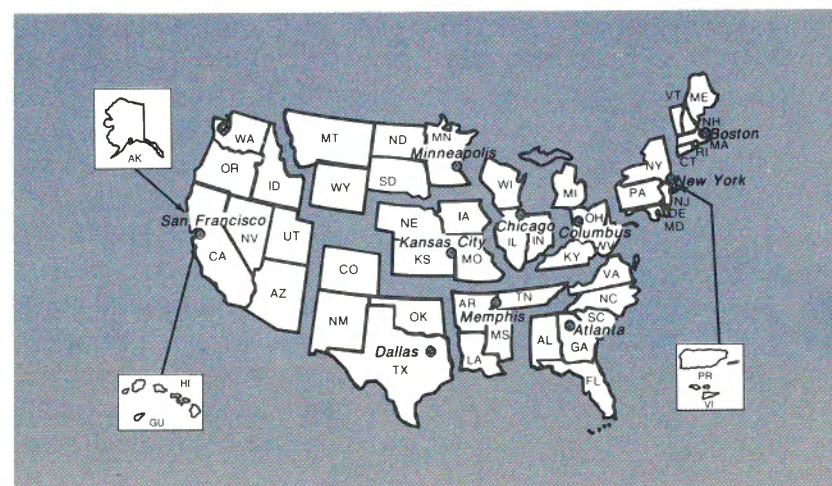 VT ME
AK
WA
MT
ND
MN
NH
Boston
Minneapolis
MA
RI
CT
OR
ID
WY
SD
WI
MI
NY
New York
PA
NJ
DE
MD
San Francisco
NE
IA
Chicago
OH
Columbus
NV
UT
Kansas City
IL
IN
WV
CA
KS
MO
KY
CO
VA
AZ
AR
TN
NC
NM
OK
Memphis
SC
Atlanta
MS
AL
GA
Dallas
TX
LA
FL
HI
GU
PR
VI